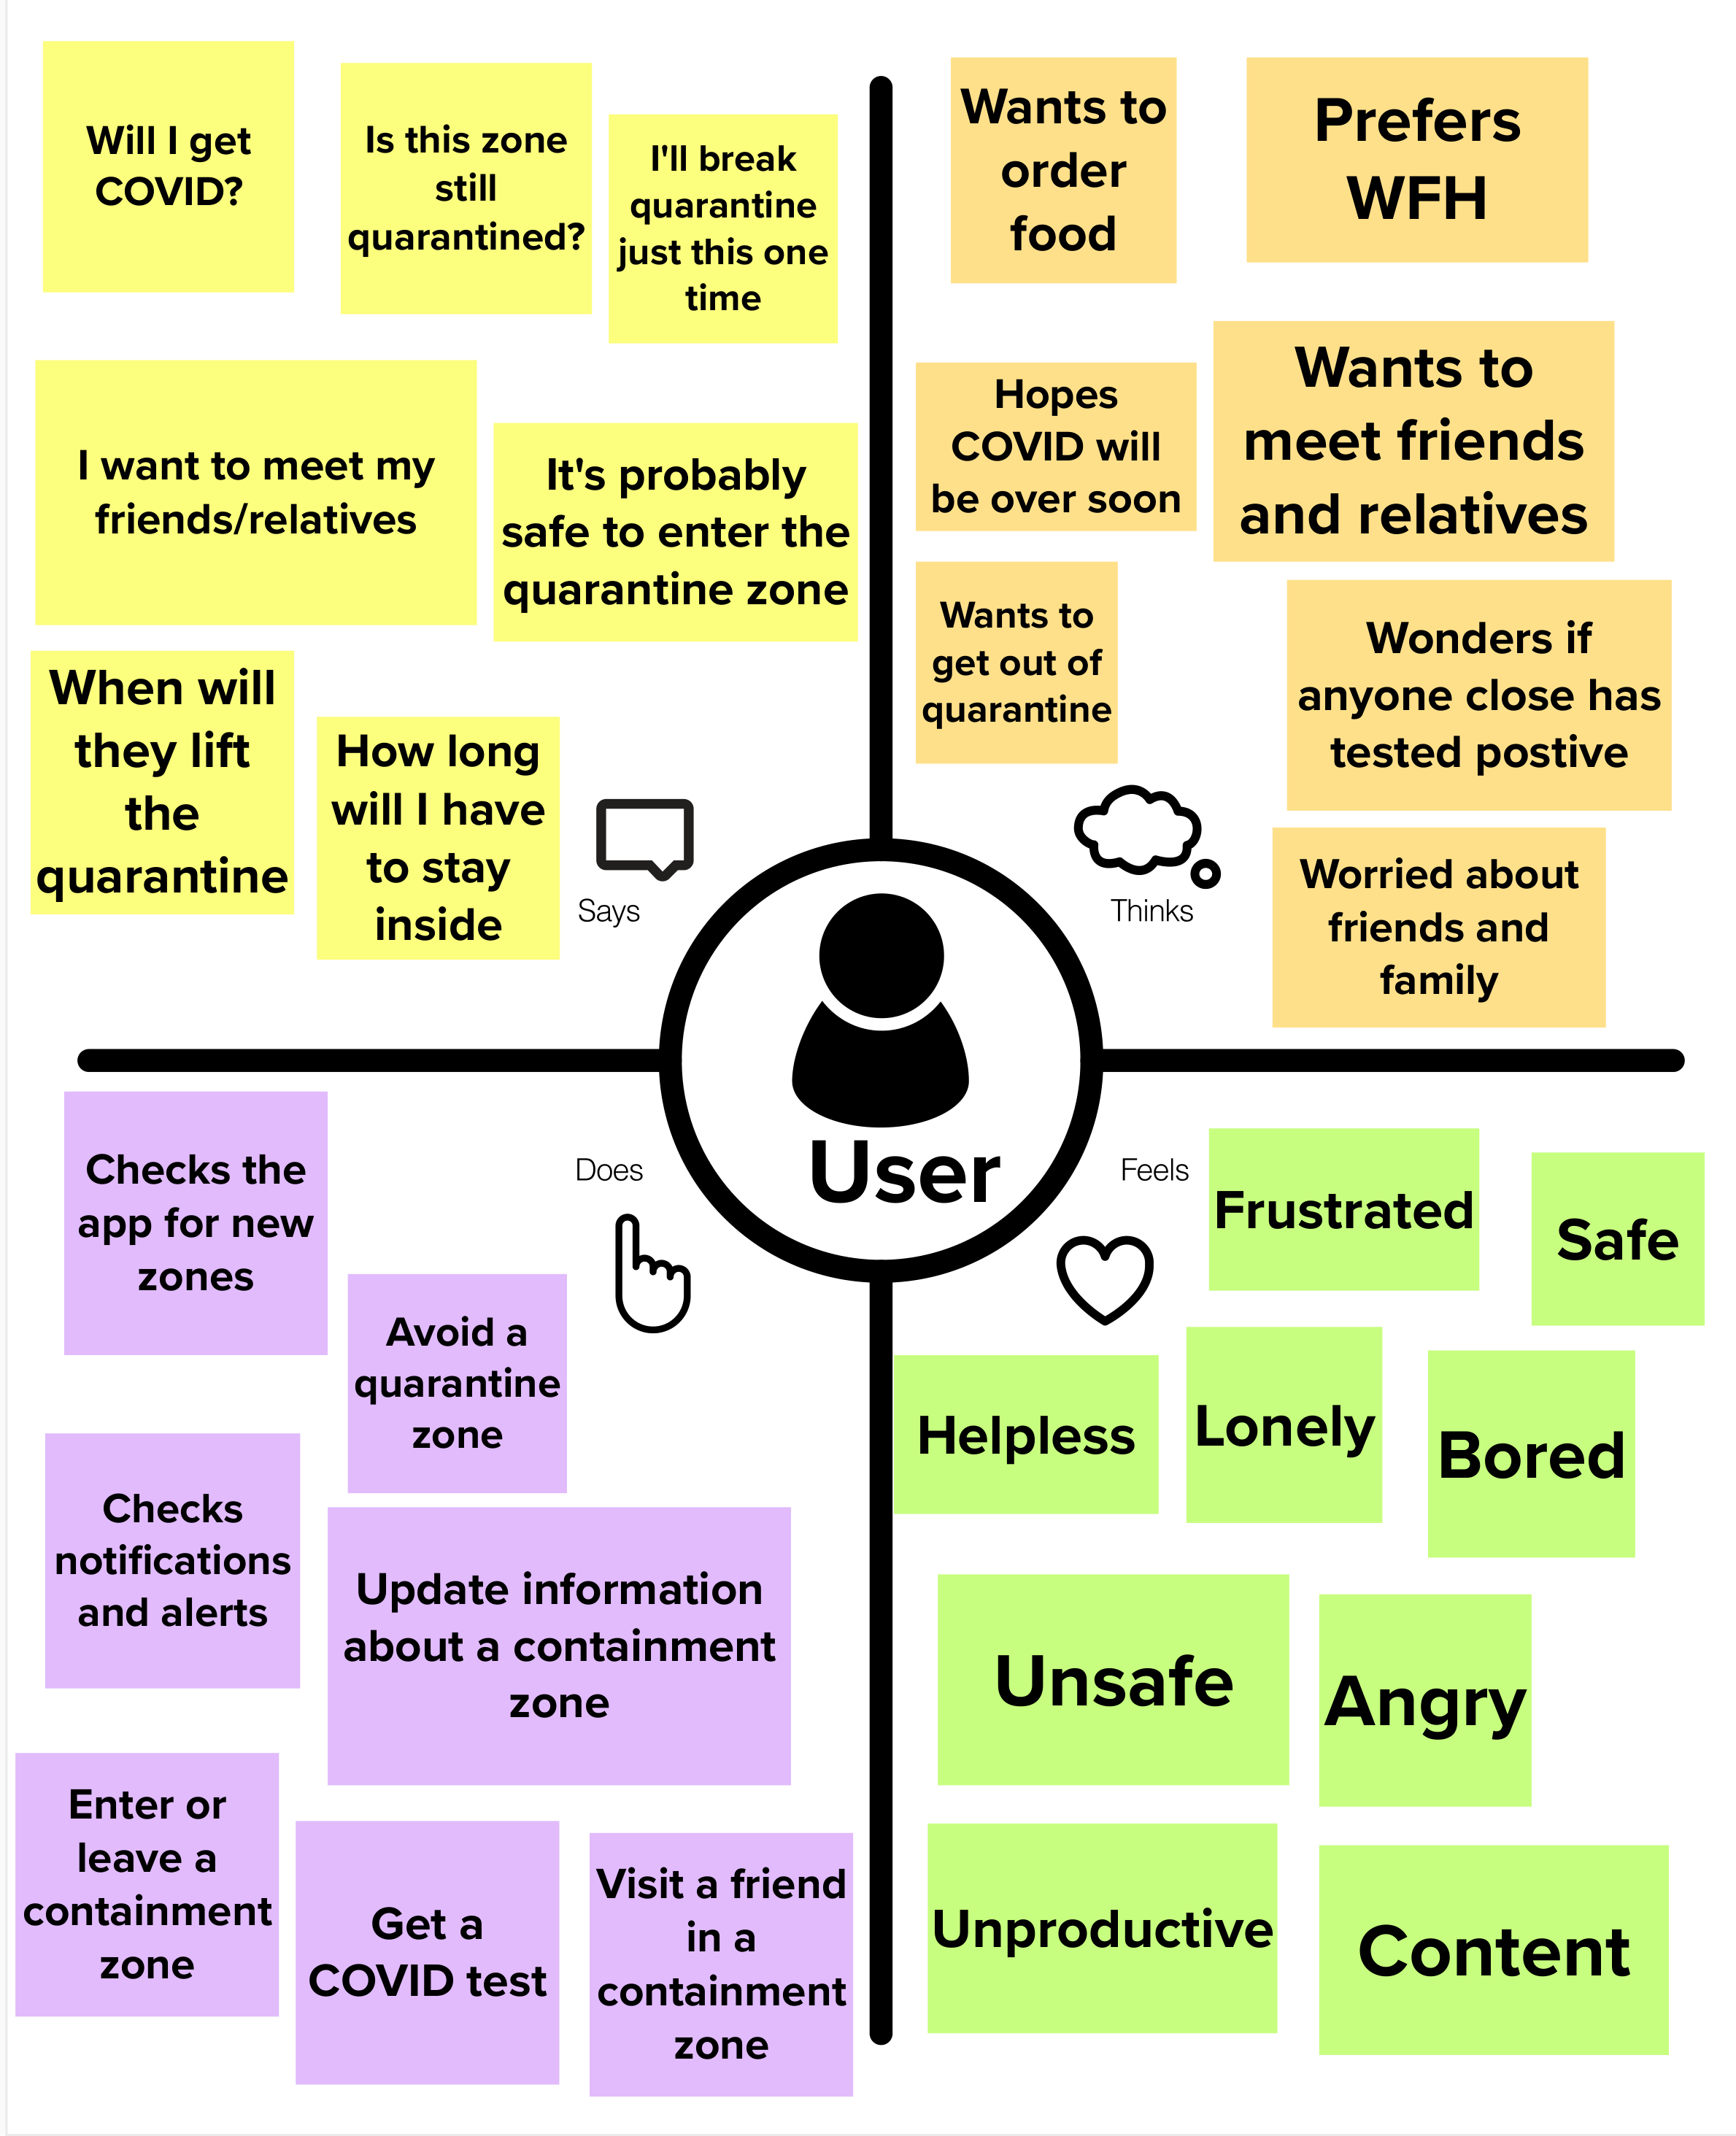 Will I get
COVID?
Is this zone
still
quarantined?
I'll break
quarantine
just this one
time
I want to meet my
friends/relatives
It's probably
safe to enter the
quarantine zone
When will
they lift
the
quarantine
How long
will I have
to stay
inside
Says
Wants to
order
food
Prefers
WFH
Hopes
COVID will
be over soon
Wants to
meet friends
and relatives
Wants to
get out of
quarantine
Wonders if
anyone close has
tested postive
Worried about
friends and
family
Thinks
User
Does
Checks the
app for new
zones
Avoid a
quarantine
zone
Checks
notifications
and alerts
Update information
about a containment
zone
Enter or
leave a
containment
zone
Get a
COVID test
Visit a friend
in a
containment
zone
Feels
Frustrated
Safe
Helpless
Lonely
Bored
Unsafe
Angry
Unproductive
Content